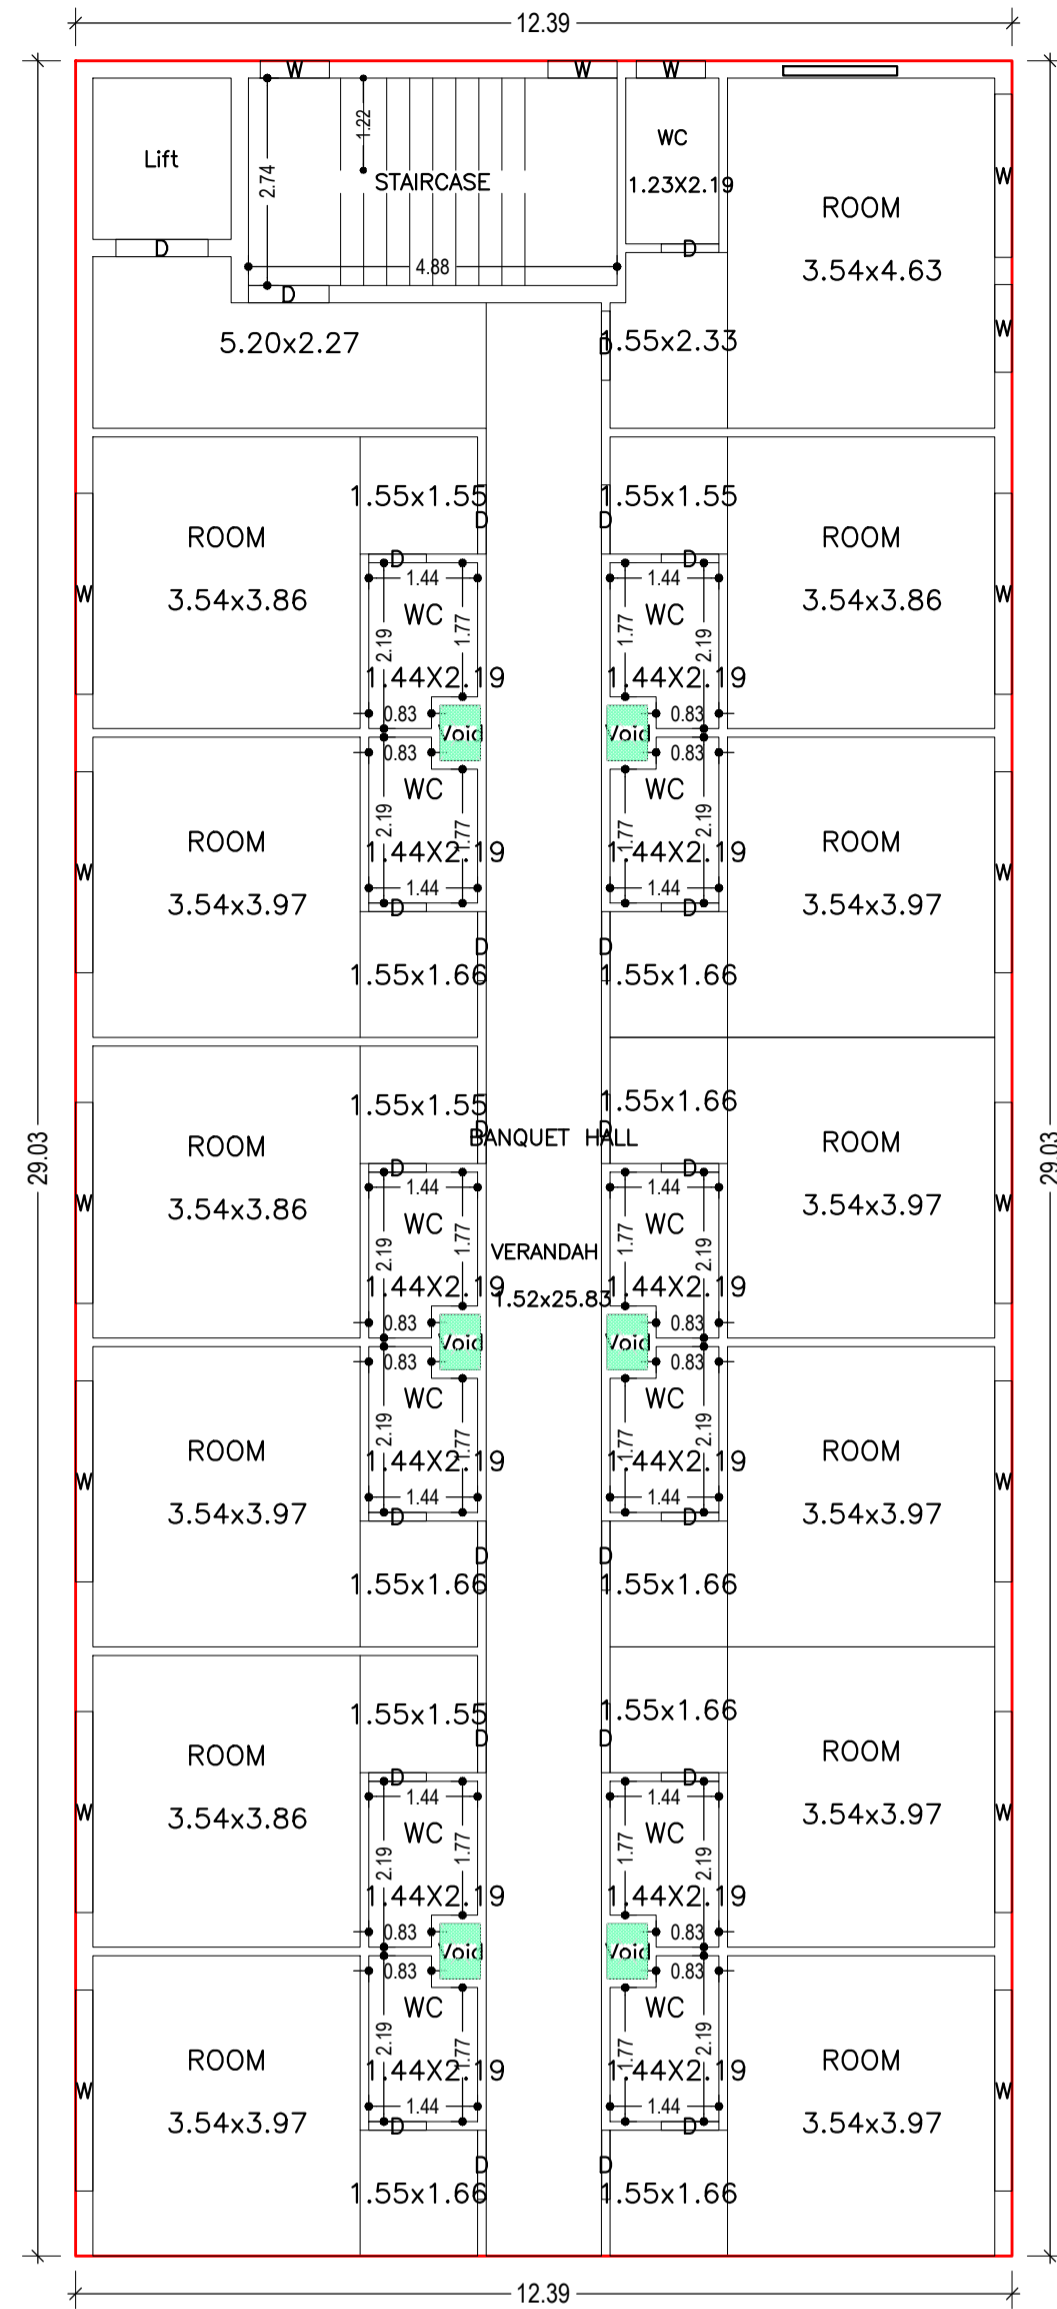 12.39
W W W
Lift
2.74
1.22
STAIRCASE
WC
1.23X2.19
ROOM
3.54x4.63
W
D
D
4.88
D
5.20x2.27
D
1.55x2.33
W
29.03
29.03
1.55x1.55
1.55x1.55
D D
ROOM
3.54x3.86
W
ROOM
3.54x3.86
W
D
1.44
WC
2.19
1.77
1.44X2.19
0.83
Void
D
1.44
WC
1.77
2.19
1.44X2.19
0.83
Void
0.83
WC
2.19
1.77
1.44X2.19
1.44
D
0.83
WC
1.77
2.19
1.44X2.19
1.44
D
ROOM
3.54x3.97
W
ROOM
3.54x3.97
W
D D
1.55x1.66
1.55x1.66
1.55x1.55
1.55x1.66
D D
BANQUET HALL
ROOM
3.54x3.86
W
ROOM
3.54x3.97
W
D
1.44
WC
2.19
1.77
1.44X2.19
0.83
Void
VERANDAH
1.52x25.83
D
1.44
WC
1.77
2.19
1.44X2.19
0.83
Void
0.83
WC
2.19
1.77
1.44X2.19
1.44
D
0.83
WC
1.77
2.19
1.44X2.19
1.44
D
ROOM
3.54x3.97
W
ROOM
3.54x3.97
W
D D
1.55x1.66
1.55x1.66
1.55x1.55
1.55x1.66
D D
ROOM
3.54x3.86
W
ROOM
3.54x3.97
W
D
1.44
WC
2.19
1.77
1.44X2.19
0.83
Void
D
1.44
WC
1.77
2.19
1.44X2.19
0.83
Void
0.83
WC
2.19
1.77
1.44X2.19
1.44
D
0.83
WC
1.77
2.19
1.44X2.19
1.44
D
ROOM
3.54x3.97
W
ROOM
3.54x3.97
W
D D
1.55x1.66
1.55x1.66
12.39